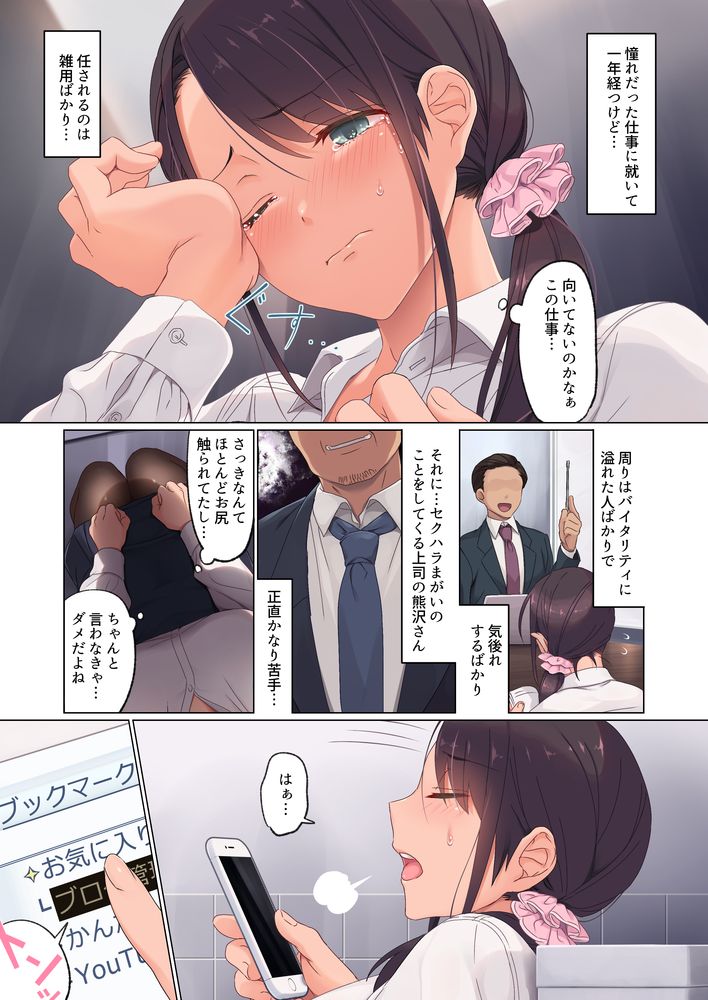 憧れだった仕事に就いて
一年経つけど…
任されるのは
雑用ばかり…
向いてないのかなぁ
この仕事…
ぐす…
周りはバイタリティに
溢れた人ばかりで
気後れ
するばかり
それに…セクハラまがいの
ことをしてくる上司の熊沢さん
正直かなり苦手…
さっきなんて
ほとんどお尻
触られてたし…
ちゃんと
言わなきゃ…
ダメだよね
はぁ…
ブックマーク
お気に入り
ブログ管理
かんた
YouTu
トンッ